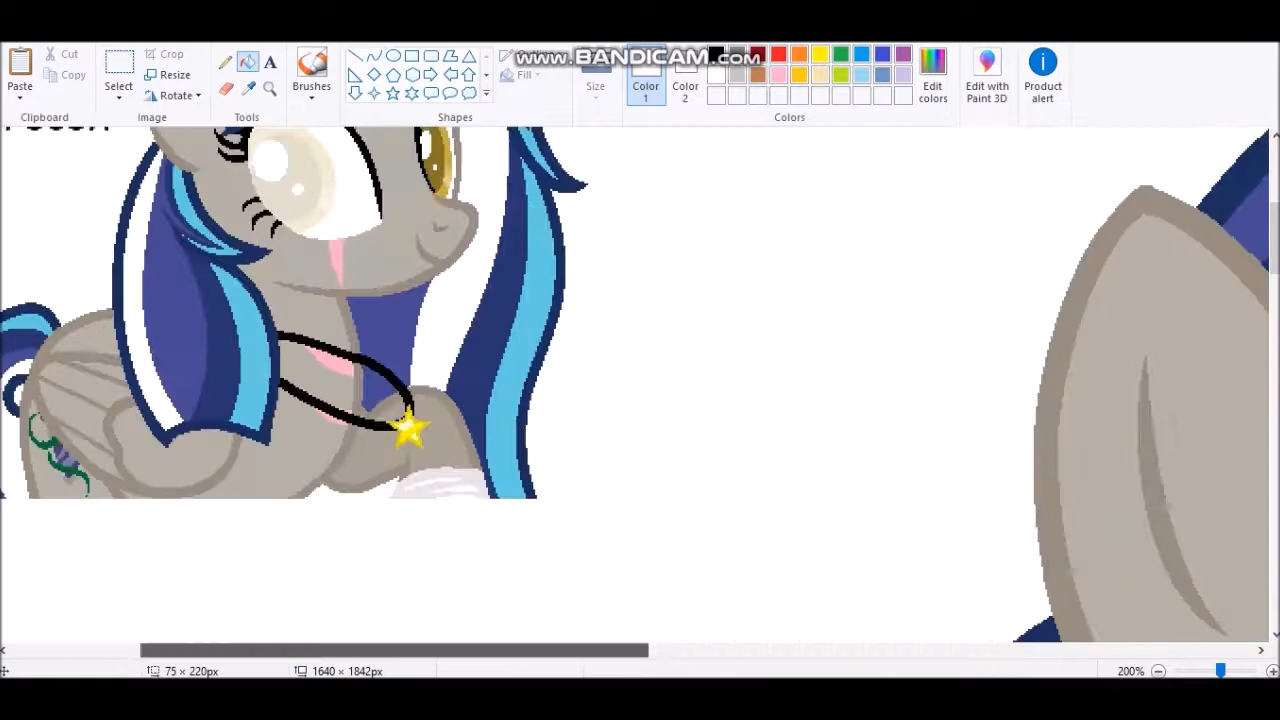 www.BANDICAM.com
Paste
Cut
Copy
Clipboard
Select
Crop
Resize
Rotate
Image
Tools
Brushes
Fill
Shapes
Size
Color 1
Color 2
Edit colors
Colors
Edit with Paint 3D
Product alert
75 × 220px
1640 × 1842px
200%